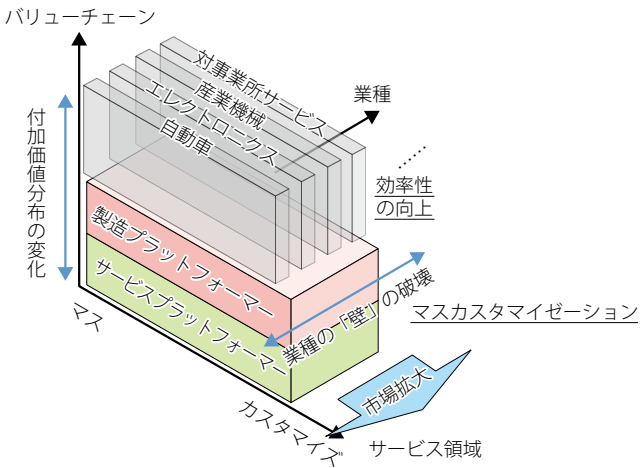 バリューチェーン
対事業所サービス
産業機械
エレクトロニクス
自動車
業種
……
付加価値分布の変化
効率性
の向上
製造プラットフォーマー
サービスプラットフォーマー
業種の「壁」の破壊
マスカスタマイゼーション
マス
カスタマイズ
市場拡大
サービス領域